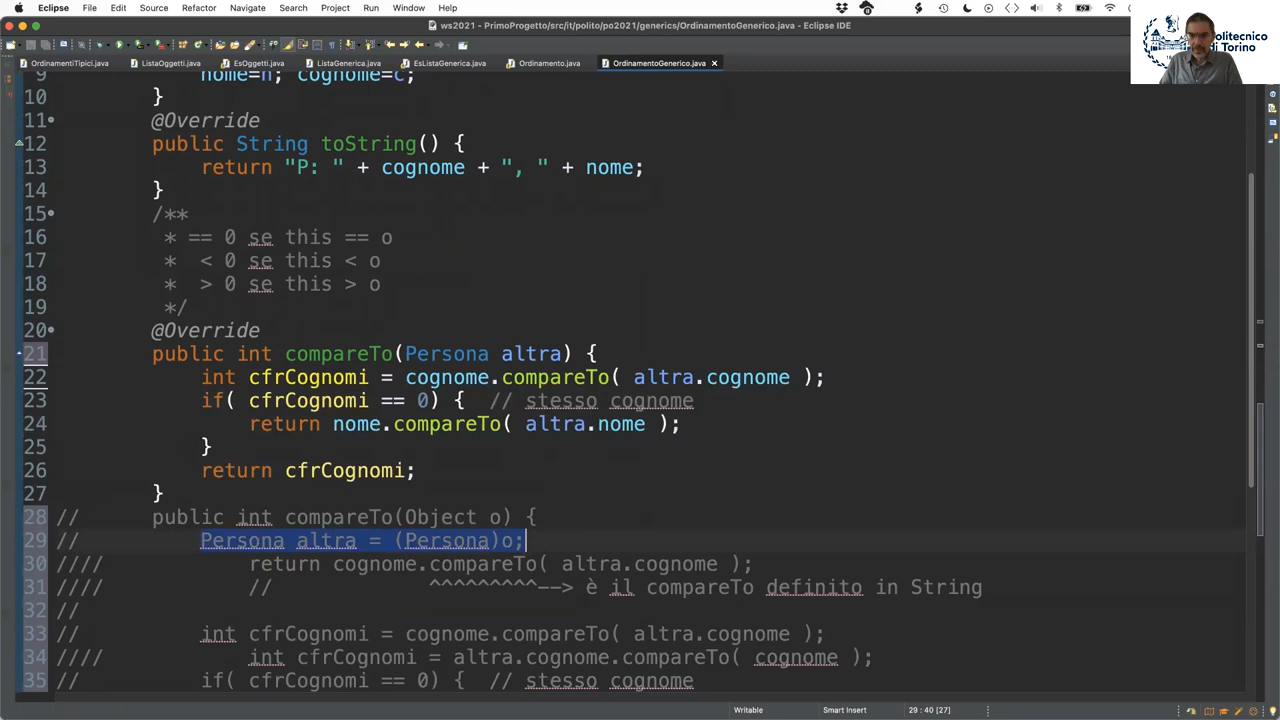 Eclipse File Edit Source Refactor Navigate Search Project Run Window Help
ws2021 - PrimoProgetto/src/it/polito/po2021/generics/OrdinamentoGenerico.java - Eclipse IDE
Politecnico
di Torino
OrdinamentiTipici.java ListaOggetti.java EsOggetti.java ListaGenerica.java EsListaGenerica.java Ordinamento.java OrdinamentoGenerico.java
9 nome=n; cognome=c;
10 }
11 @Override
12 public String toString() {
13 return "P: " + cognome + ", " + nome;
14 }
15 /**
16 * == 0 se this == o
17 * < 0 se this < o
18 * > 0 se this > o
19 */
20 @Override
21 public int compareTo(Persona altra) {
22 int cfrCognomi = cognome.compareTo( altra.cognome );
23 if( cfrCognomi == 0) { // stesso cognome
24 return nome.compareTo( altra.nome );
25 }
26 return cfrCognomi;
27 }
28 // public int compareTo(Object o) {
29 // Persona altra = (Persona)o;
30 //// return cognome.compareTo( altra.cognome );
31 //// // ^^^^^^^^^--> è il compareTo definito in String
32 //
33 // int cfrCognomi = cognome.compareTo( altra.cognome );
34 //// int cfrCognomi = altra.cognome.compareTo( cognome );
35 // if( cfrCognomi == 0) { // stesso cognome
Writable Smart Insert 29 : 40 [27]